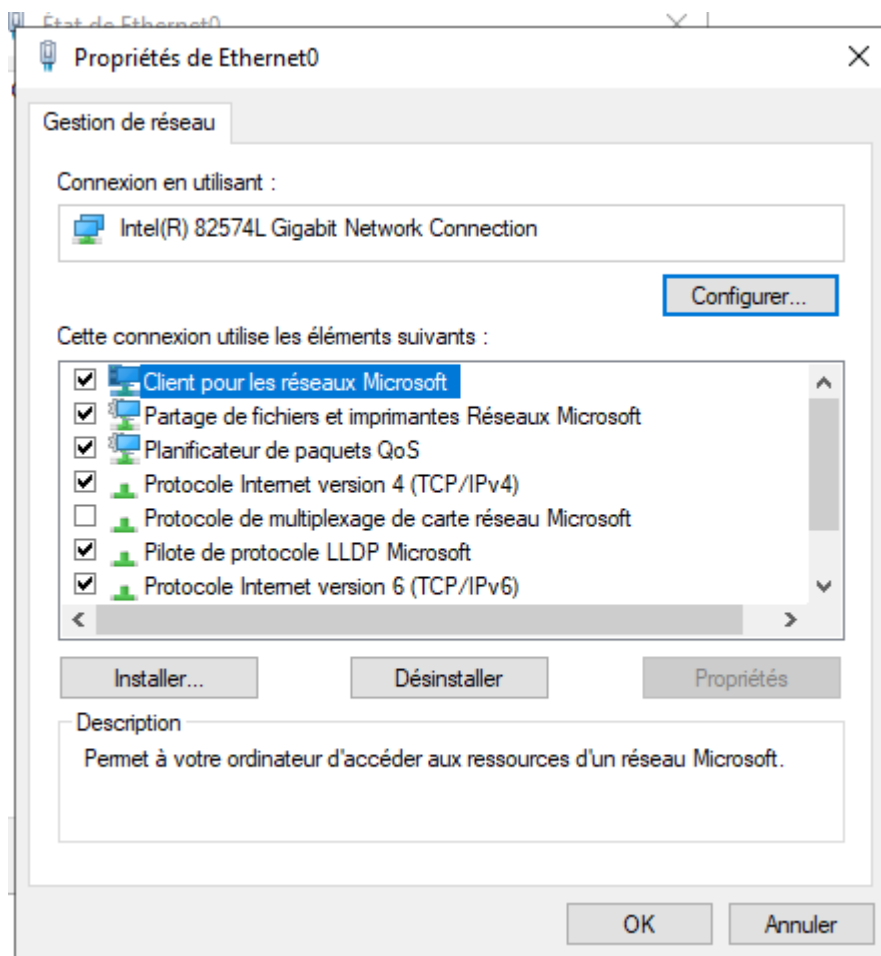 État de Ethernet0
Propriétés de Ethernet0
Gestion de réseau
Connexion en utilisant :
Intel(R) 82574L Gigabit Network Connection
Configurer...
Cette connexion utilise les éléments suivants :
Client pour les réseaux Microsoft
Partage de fichiers et imprimantes Réseaux Microsoft
Planificateur de paquets QoS
Protocole Internet version 4 (TCP/IPv4)
Protocole de multiplexage de carte réseau Microsoft
Pilote de protocole LLDP Microsoft
Protocole Internet version 6 (TCP/IPv6)
Installer...
Désinstaller
Propriétés
Description
Permet à votre ordinateur d'accéder aux ressources d'un réseau Microsoft.
OK
Annuler